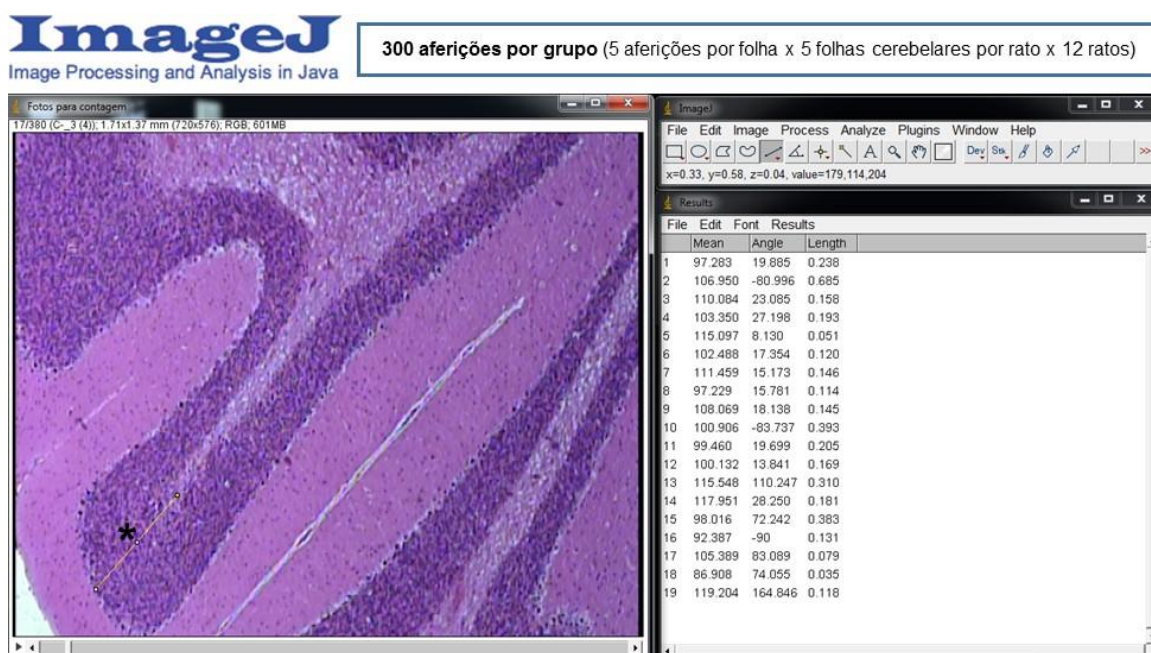 ImageJ
Image Processing and Analysis in Java
300 aferições por grupo (5 aferições por folha x 5 folhas cerebelares por rato x 12 ratos)
Fotos para contagem
17/380 (C-_3 (4)); 1.71x1.37 mm (720x576); RGB; 601MB
*
ImageJ
File Edit Image Process Analyze Plugins Window Help
A Dev Stk >>
x=0.33, y=0.58, z=0.04, value=179,114,204
Results
File Edit Font Results
Mean Angle Length
1 97.283 19.885 0.238
2 106.950 -80.996 0.685
3 110.084 23.085 0.158
4 103.350 27.198 0.193
5 115.097 8.130 0.051
6 102.488 17.354 0.120
7 111.459 15.173 0.146
8 97.229 15.781 0.114
9 108.069 18.138 0.145
10 100.906 -83.737 0.393
11 99.460 19.699 0.205
12 100.132 13.841 0.169
13 115.548 110.247 0.310
14 117.951 28.250 0.181
15 98.016 72.242 0.383
16 92.387 -90 0.131
17 105.389 83.089 0.079
18 86.908 74.055 0.035
19 119.204 164.846 0.118